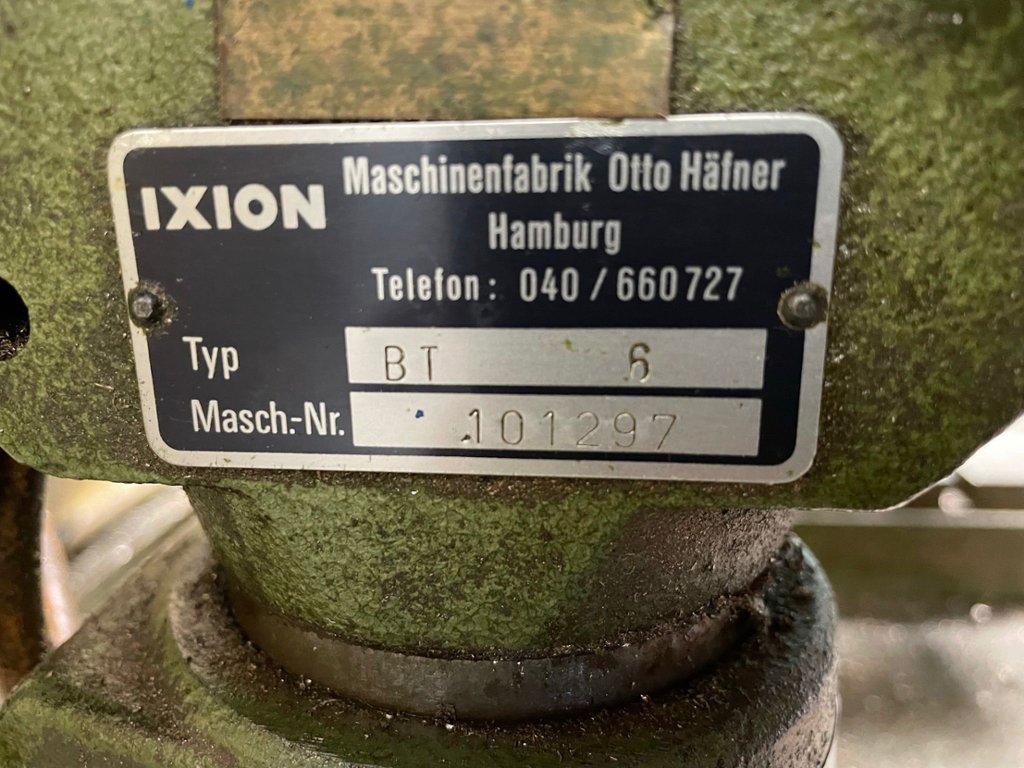 IXION Maschinenfabrik Otto Häfner
Hamburg
Telefon: 040/660727
Typ BT 6
Masch.-Nr. 101297